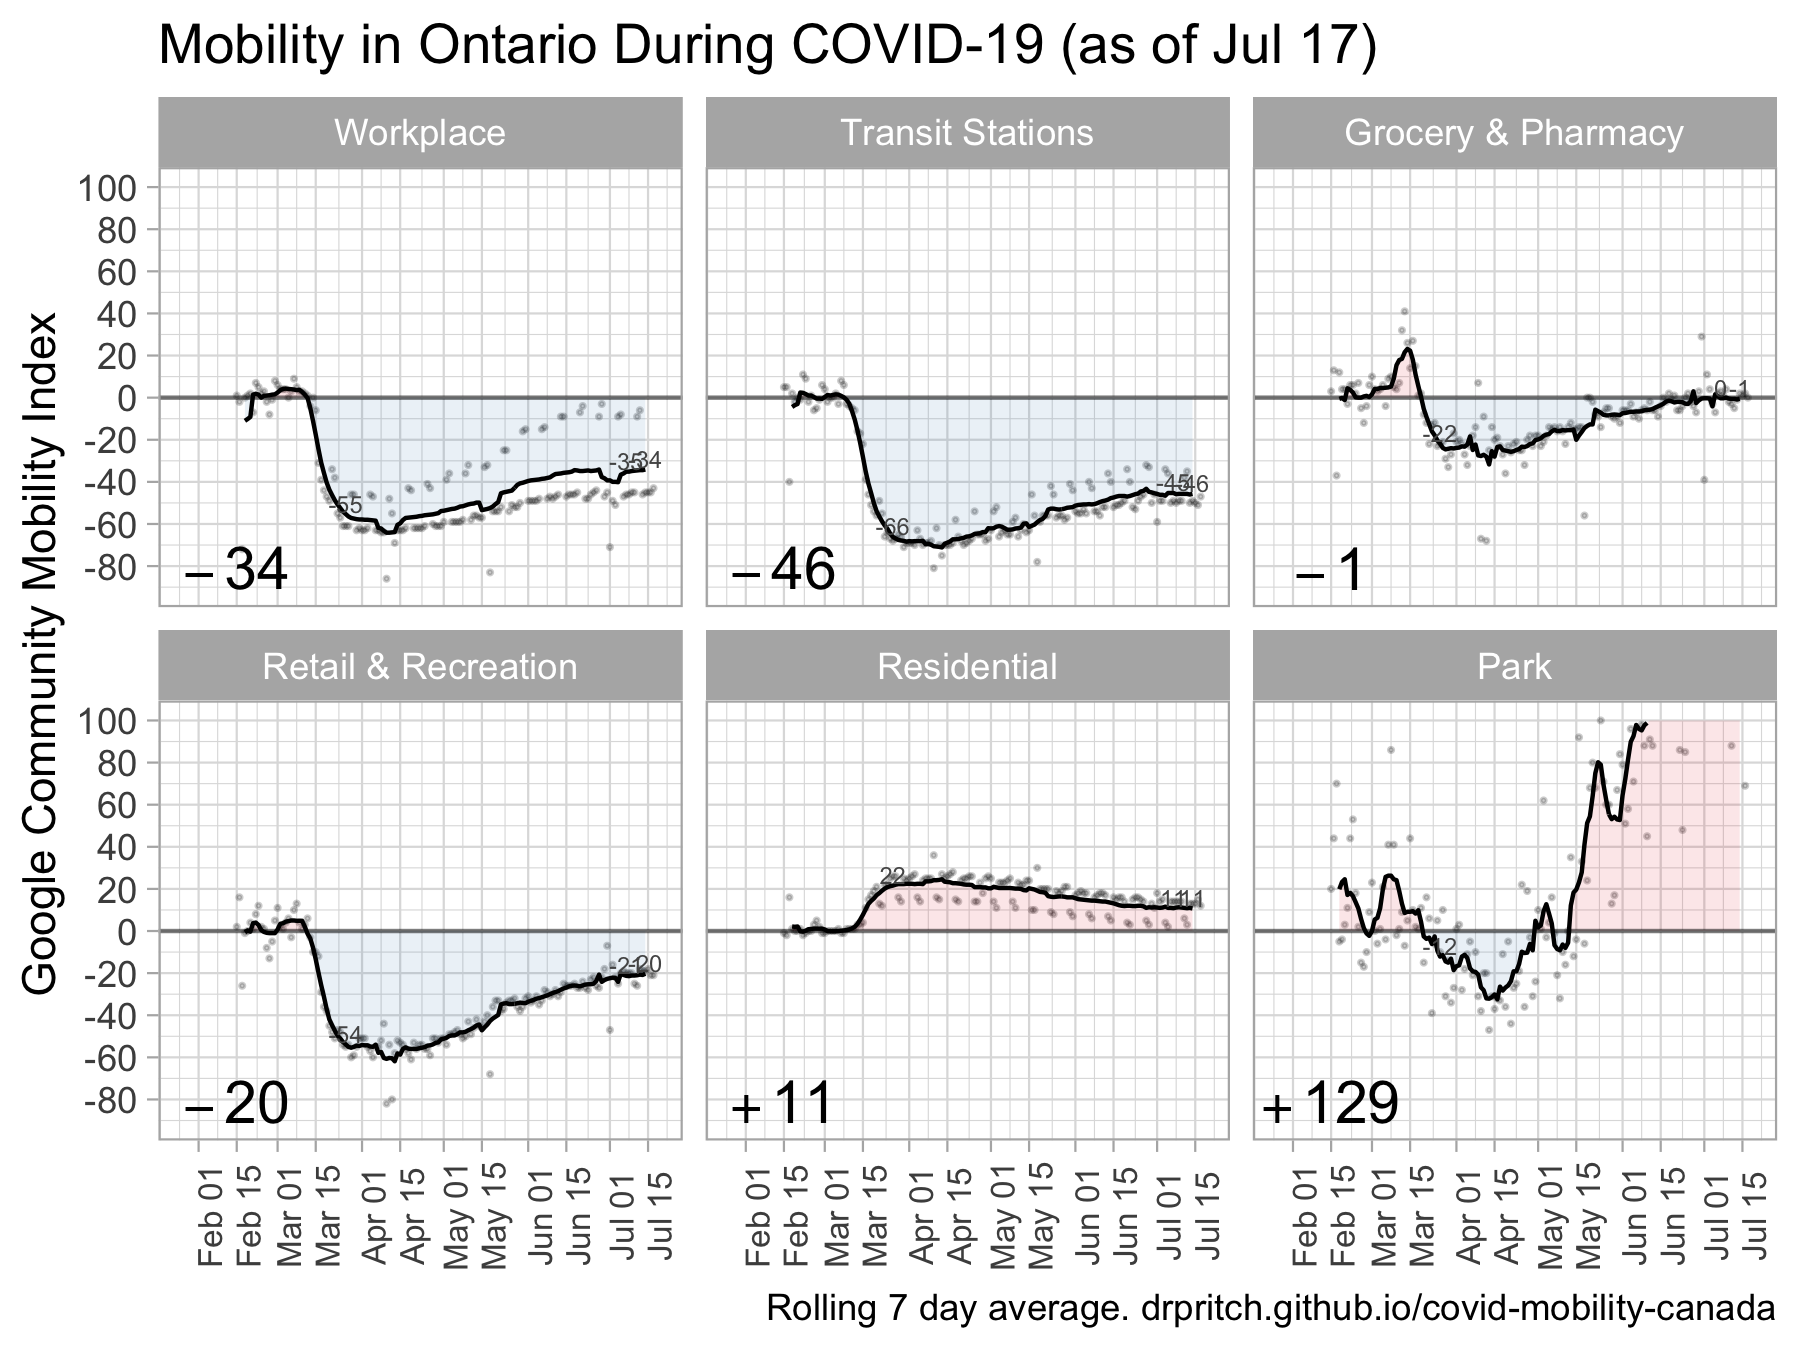 Mobility in Ontario During COVID-19 (as of Jul 17)
Google Community Mobility Index
Workplace
Transit Stations
Grocery & Pharmacy
100
80
60
40
20
0
-20
-40
-60
-80
-55
-35
-34
−34
-66
-45
-46
−46
-22
0
-1
−1
Retail & Recreation
Residential
Park
100
80
60
40
20
0
-20
-40
-60
-80
-54
-21
-20
−20
22
11
11
+11
-12
+129
Feb 01
Feb 15
Mar 01
Mar 15
Apr 01
Apr 15
May 01
May 15
Jun 01
Jun 15
Jul 01
Jul 15
Feb 01
Feb 15
Mar 01
Mar 15
Apr 01
Apr 15
May 01
May 15
Jun 01
Jun 15
Jul 01
Jul 15
Feb 01
Feb 15
Mar 01
Mar 15
Apr 01
Apr 15
May 01
May 15
Jun 01
Jun 15
Jul 01
Jul 15
Rolling 7 day average. drpritch.github.io/covid-mobility-canada